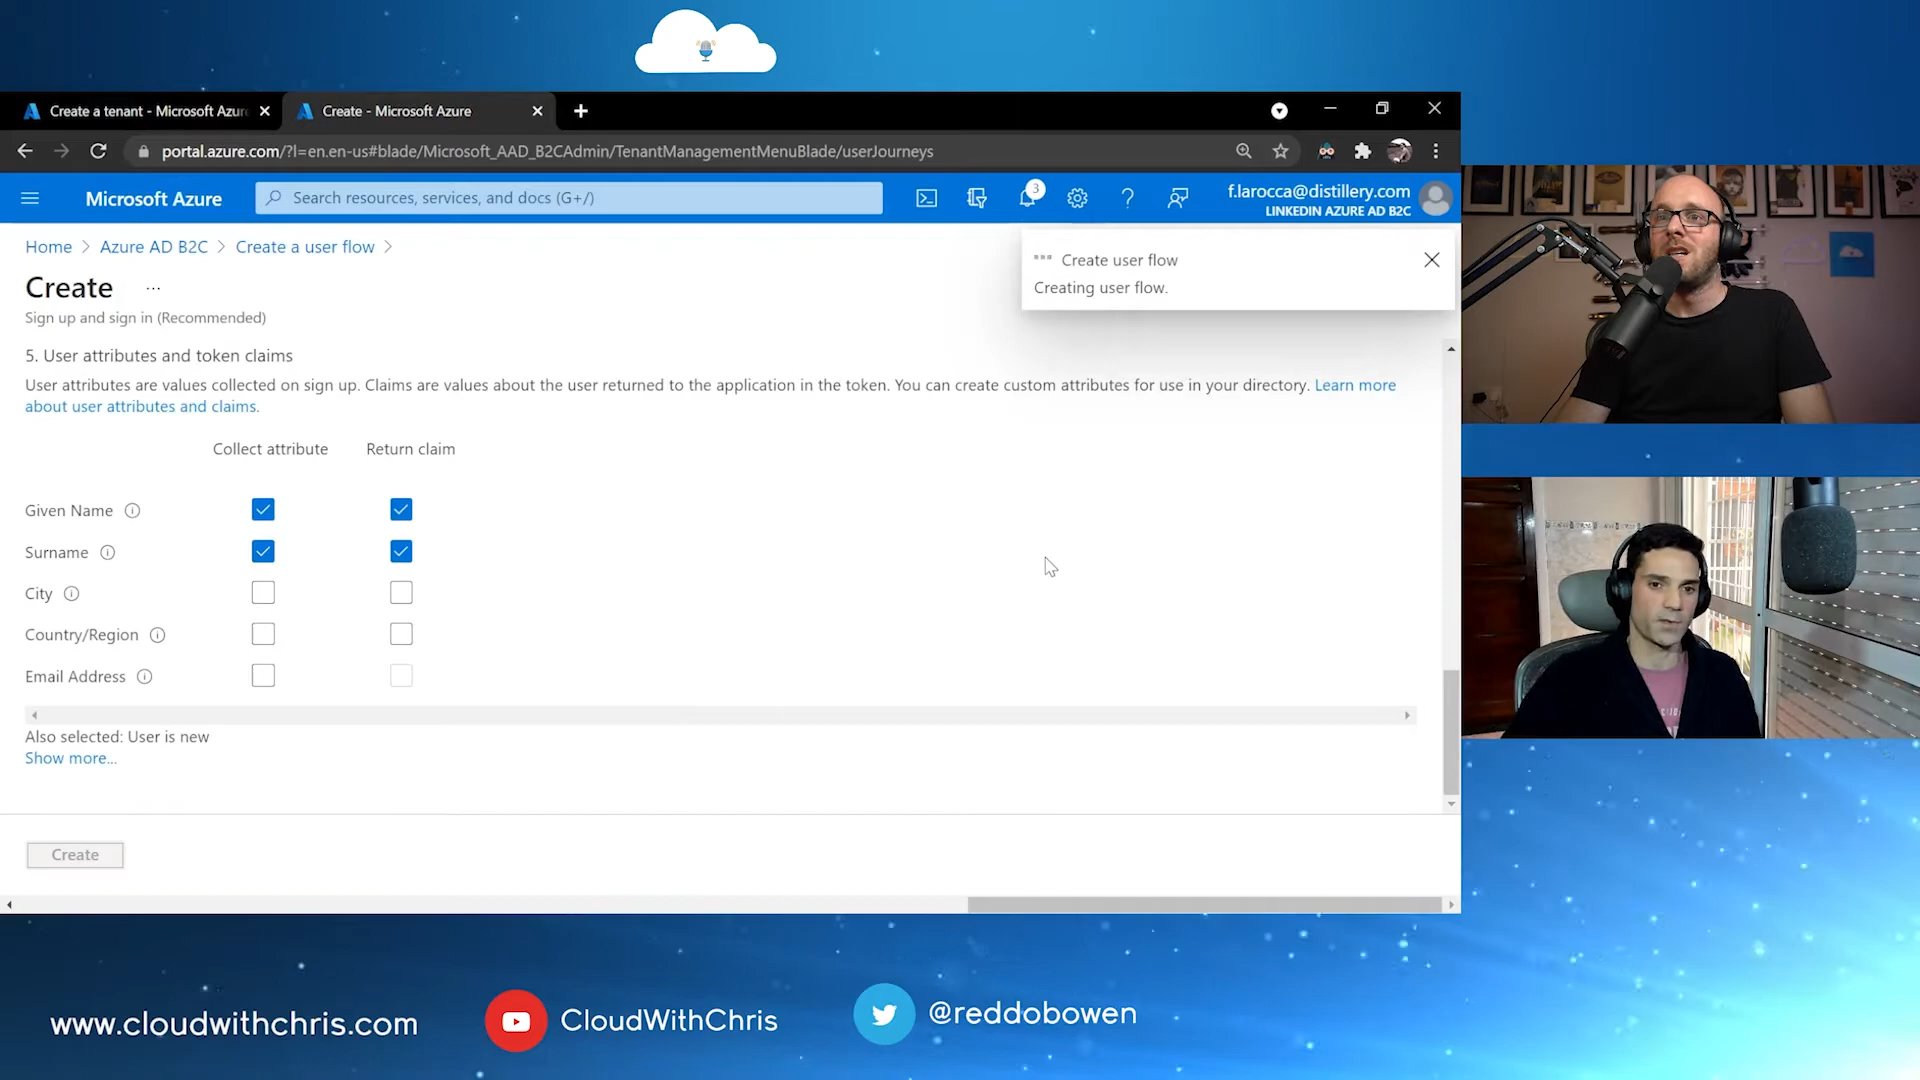 Create a tenant - Microsoft Azur
Create - Microsoft Azure
portal.azure.com/?l=en.en-us#blade/Microsoft_AAD_B2CAdmin/TenantManagementMenuBlade/userJourneys
Microsoft Azure
Search resources, services, and docs (G+/)
3
f.larocca@distillery.com
LINKEDIN AZURE AD B2C
Home
Azure AD B2C
Create a user flow
Create user flow
Creating user flow.
Create
...
Sign up and sign in (Recommended)
5. User attributes and token claims
User attributes are values collected on sign up. Claims are values about the user returned to the application in the token. You can create custom attributes for use in your directory. Learn more
about user attributes and claims.
Collect attribute
Return claim
Given Name
Surname
City
Country/Region
Email Address
Also selected: User is new
Show more...
Create
www.cloudwithchris.com
CloudWithChris
@reddobowen